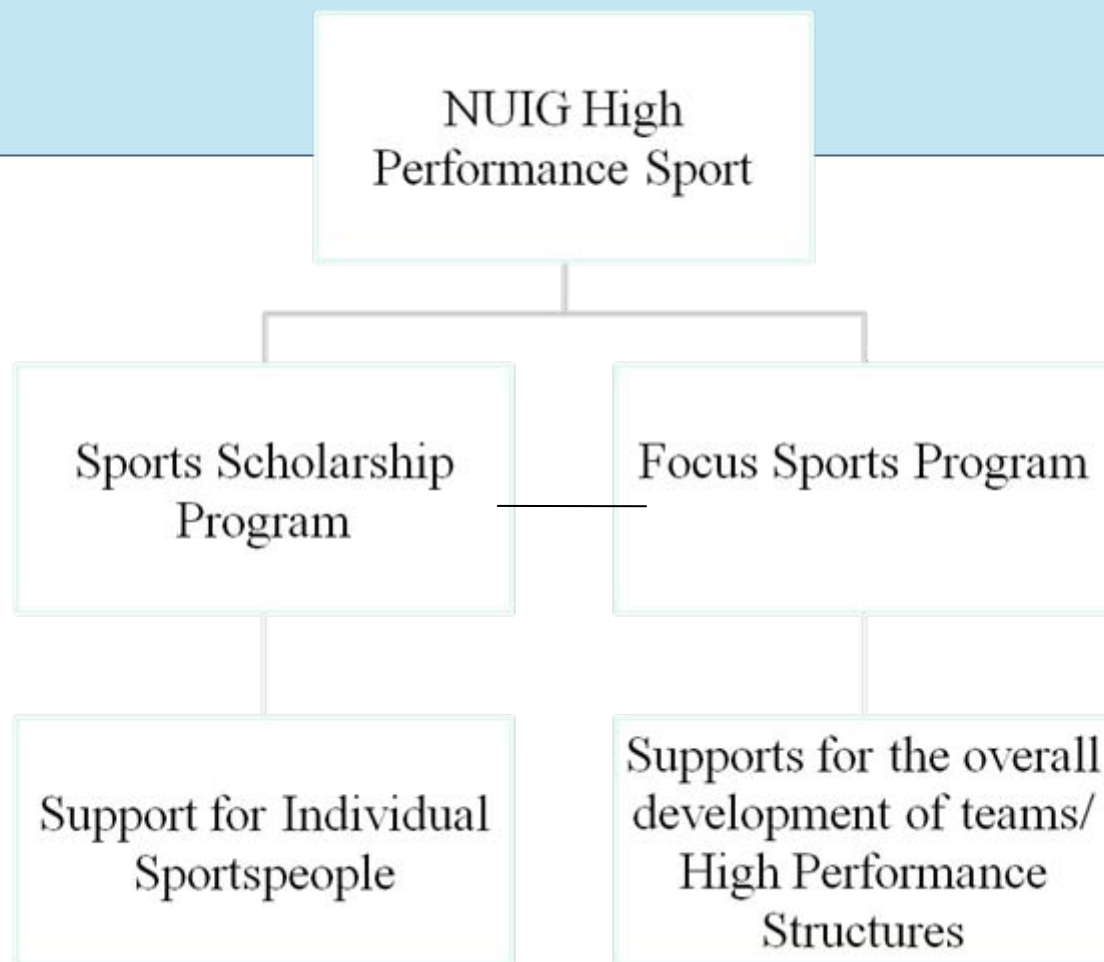 NUIG High
Performance Sport
Sports Scholarship
Program
Focus Sports Program
Support for Individual
Sportspeople
Supports for the overall
development of teams/
High Performance
Structures